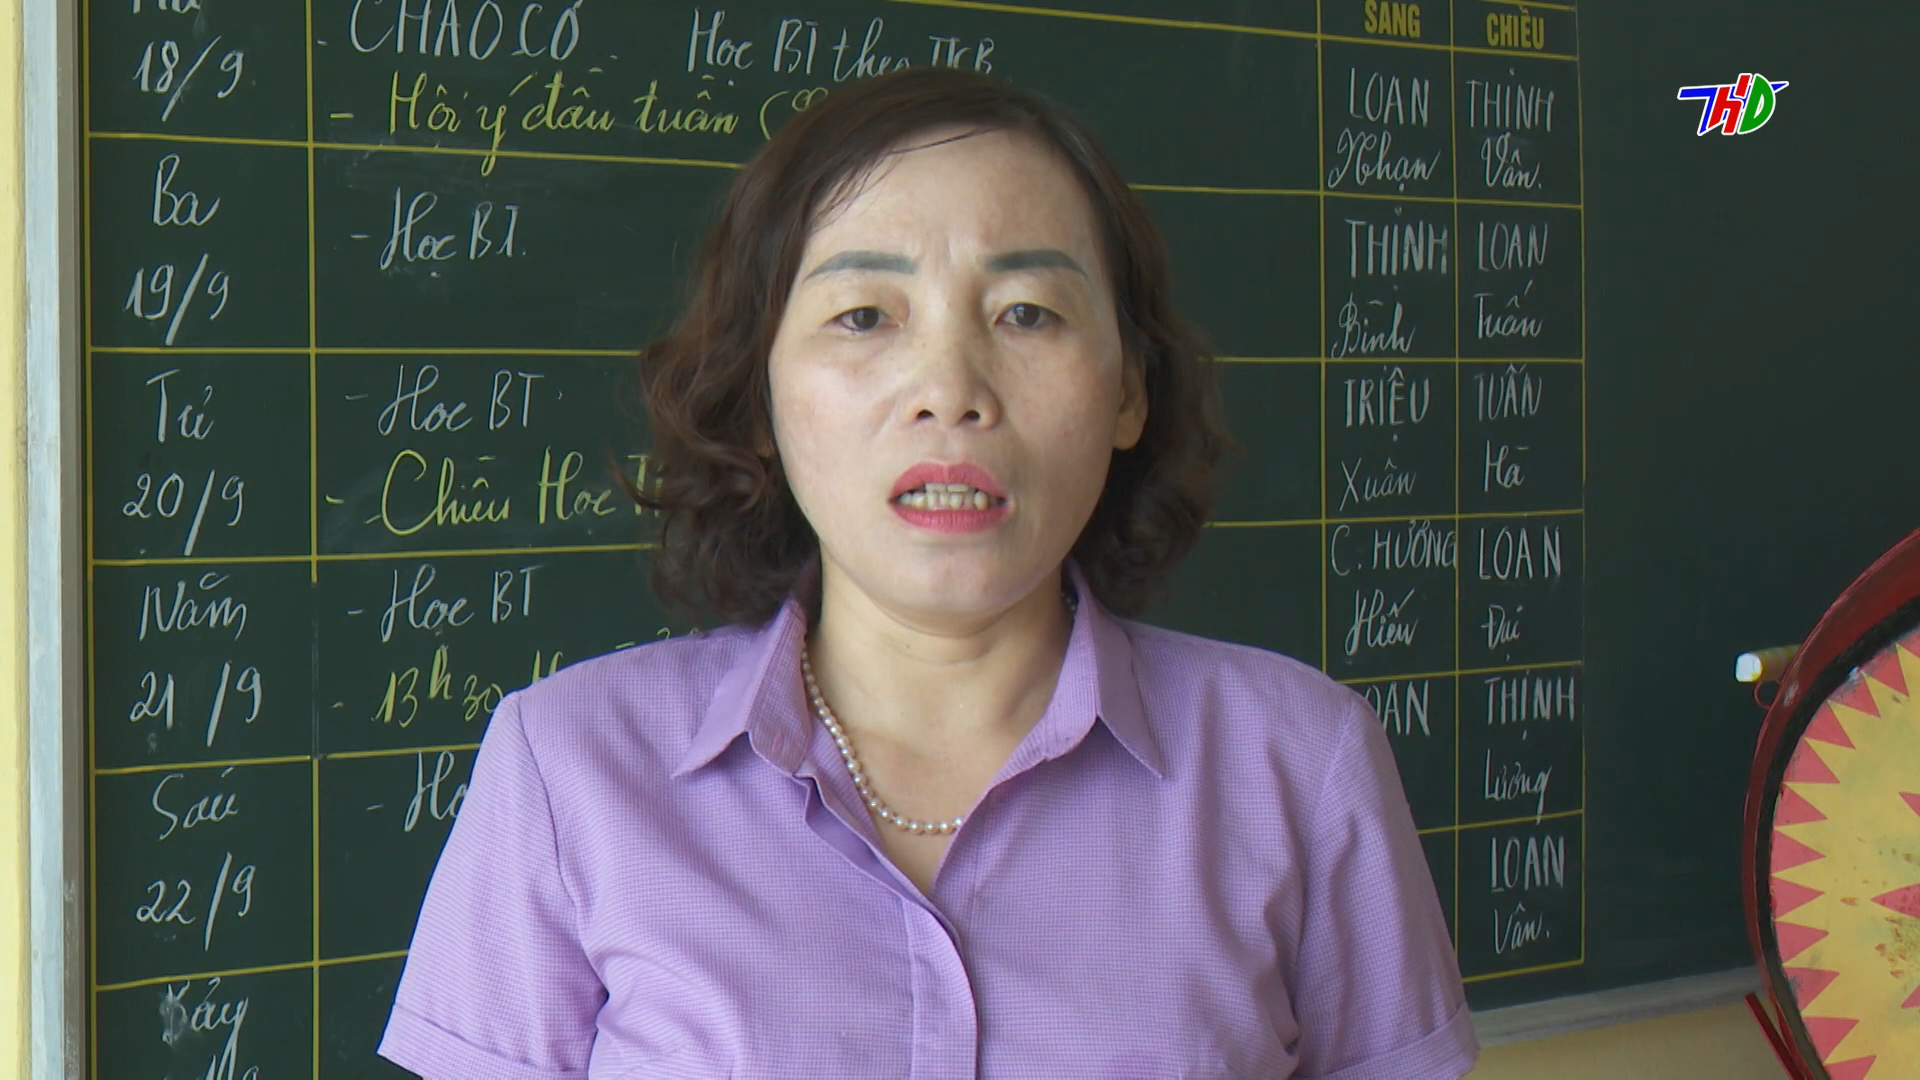 18/9
- CHÀO CỜ - Học BT theo TKB
- Hội ý đầu tuần
SÁNG
CHIỀU
LOAN
Nhạn
THỊNH
Vân.
Ba
19/9
- Học BT.
THỊNH
Bình
LOAN
Tuấn
Tư
20/9
- Học BT
- Chiều Học
TRIỆU
Xuân
TUẤN
Hà
Năm
21/9
- Học BT
- 13h30
C. HƯỜNG
Hiếu
LOAN
Đại
Sáu
22/9
THỊNH
Lương
LOAN
Vân.
Bảy
THD